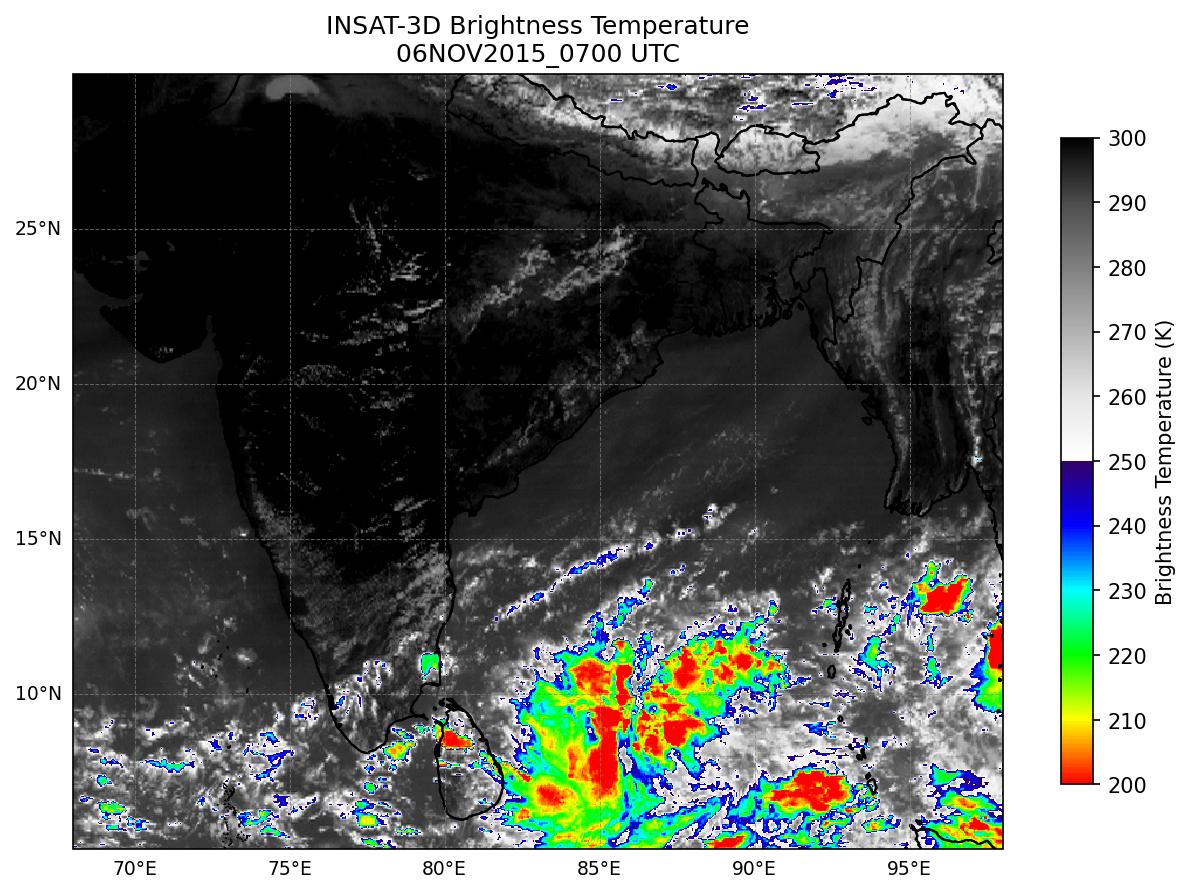 INSAT-3D Brightness Temperature
06NOV2015_0700 UTC
25°N
20°N
15°N
10°N
70°E
75°E
80°E
85°E
90°E
95°E
300
290
280
270
260
250
240
230
220
210
200
Brightness Temperature (K)